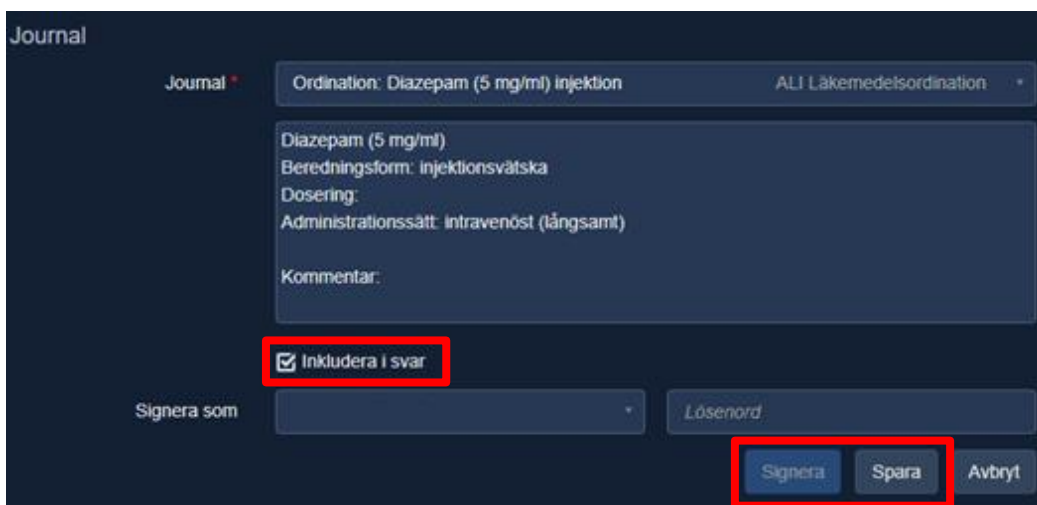 Journal
Journal * Ordination: Diazepam (5 mg/ml) injektion ALI Läkemedelsordination
Diazepam (5 mg/ml)
Beredningsform: injektionsvätska
Dosering:
Administrationssätt: intravenöst (långsamt)
Kommentar:
Inkludera i svar
Signera som Lösenord
Signera Spara Avbryt